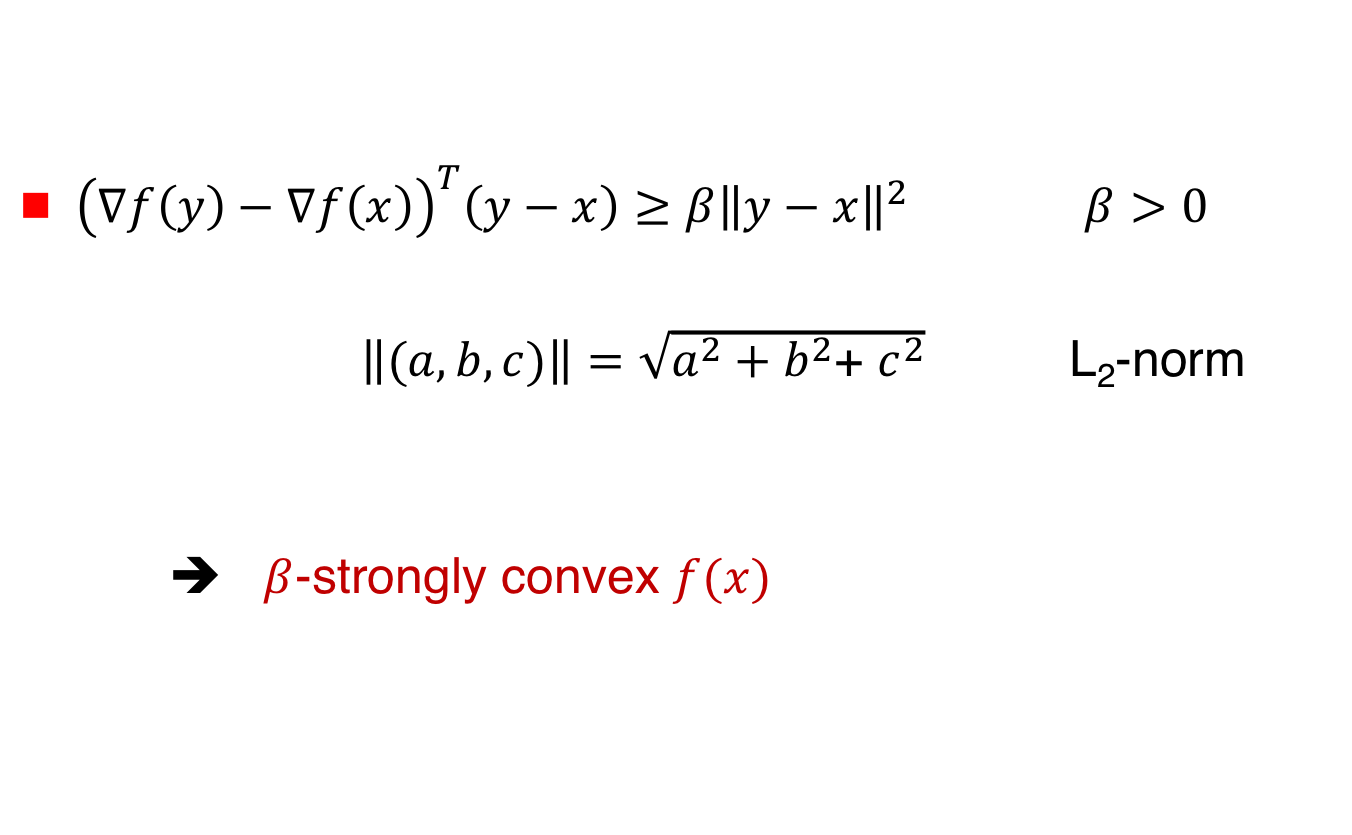 ■ (∇f(y) − ∇f(x))ᵀ(y − x) ≥ β‖y − x‖² β > 0
‖(a, b, c)‖ = √(a² + b²+ c²) L₂-norm
➔ β-strongly convex f(x)